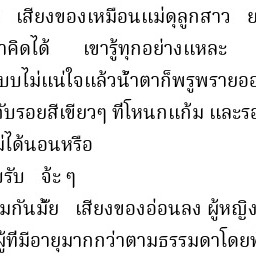 เสียงของเหมือนแม่ดุลูกสาว
าคิดได้ เขารู้ทุกอย่างแหละ
แบบไม่แน่ใจแล้วน้ำตาก็พรูพรายออ
กับรอยสีเขียวๆ ที่โหนกแก้ม และรอ
ม่ได้นอนหรือ
ยรับ จ้ะ ๆ
มกันมั้ย เสียงของอ่อนลง ผู้หญิง
ผู้ที่มีอายุมากกว่าตามธรรมดาโดยท